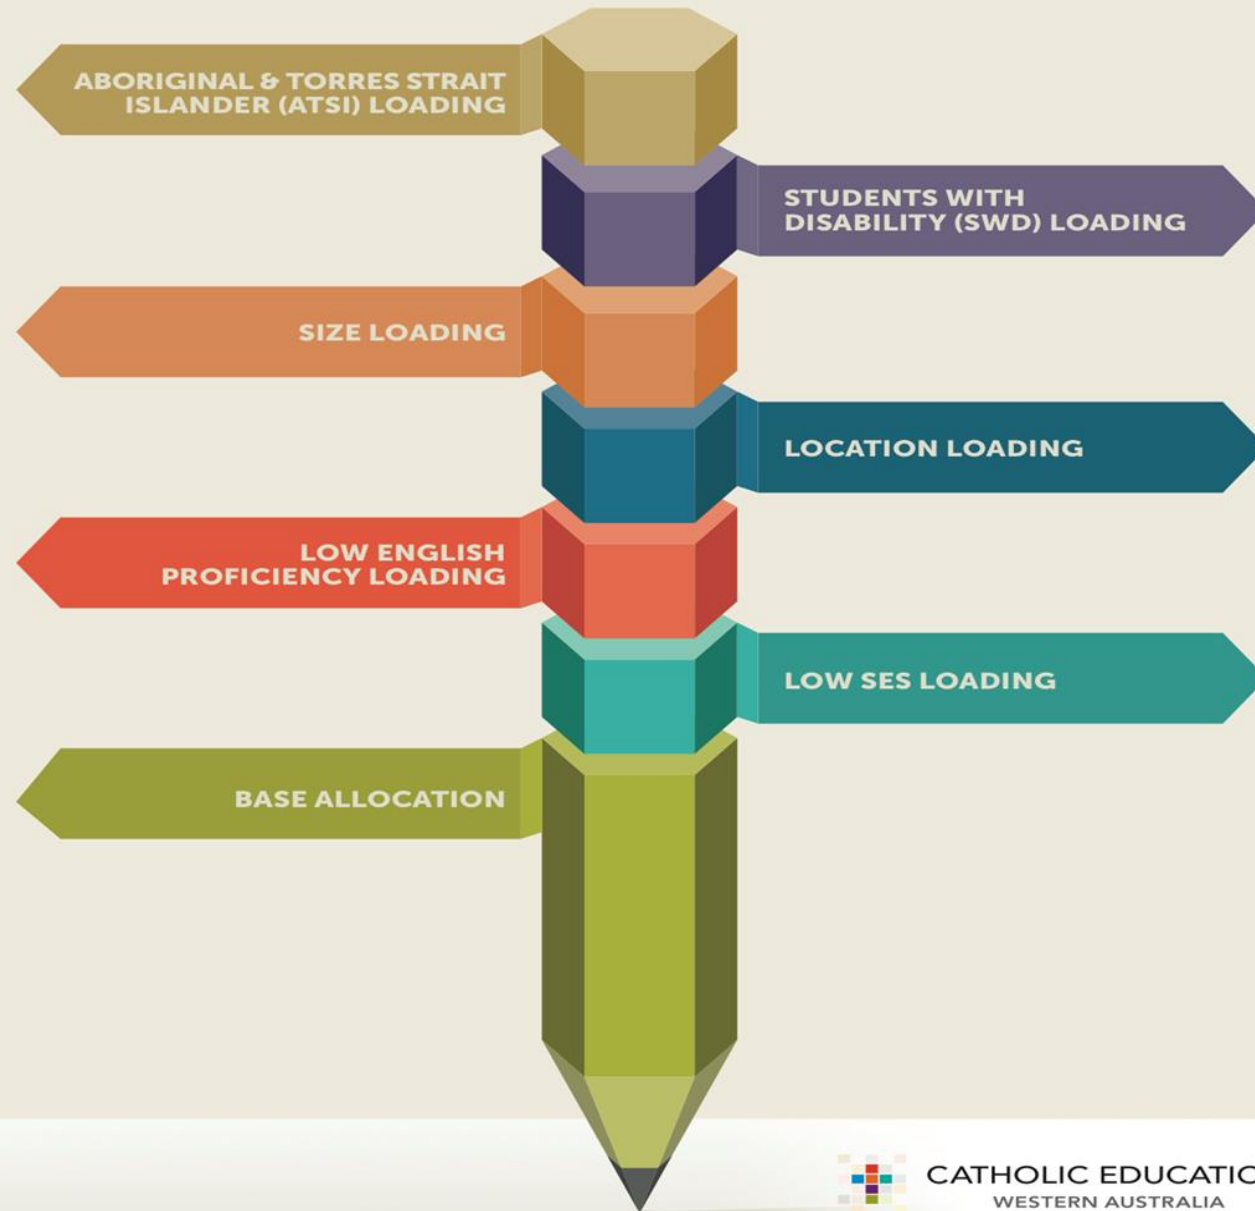 ABORIGINAL & TORRES STRAIT
ISLANDER (ATSI) LOADING
STUDENTS WITH
DISABILITY (SWD) LOADING
SIZE LOADING
LOCATION LOADING
LOW ENGLISH
PROFICIENCY LOADING
LOW SES LOADING
BASE ALLOCATION
CATHOLIC EDUCATIO
WESTERN AUSTRALIA